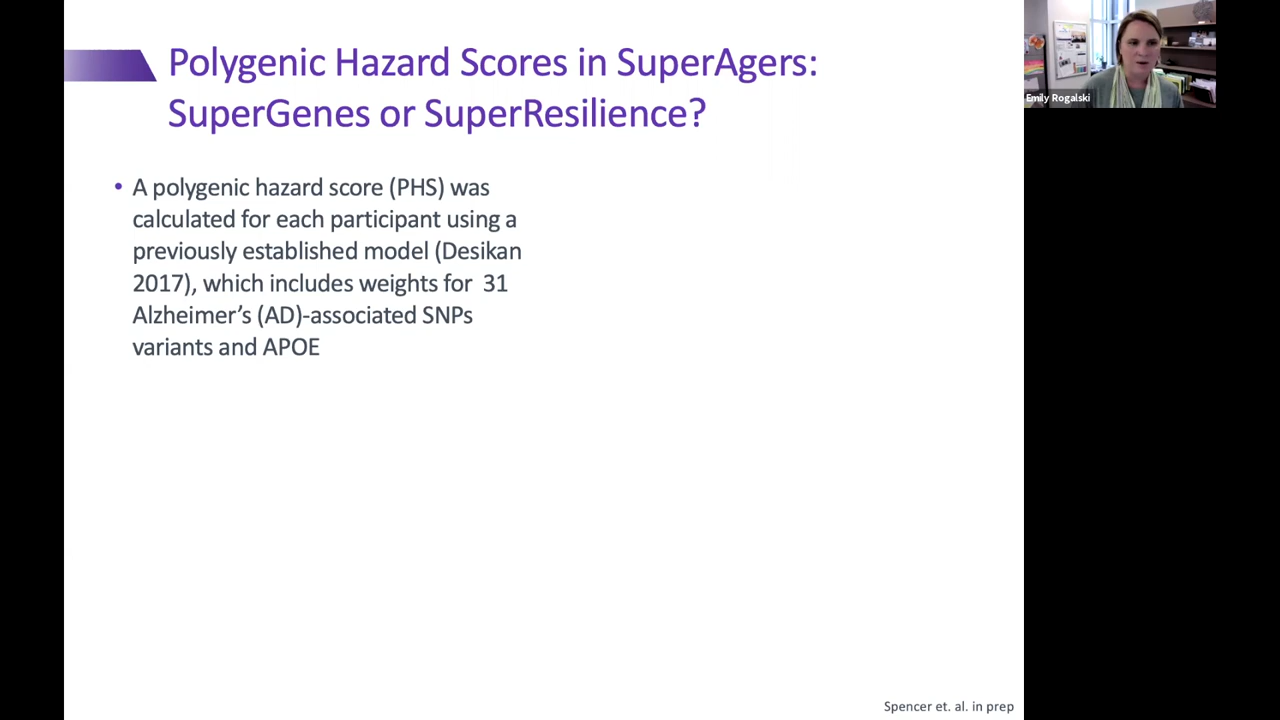 Polygenic Hazard Scores in SuperAgers:
SuperGenes or SuperResilience?
• A polygenic hazard score (PHS) was
calculated for each participant using a
previously established model (Desikan
2017), which includes weights for 31
Alzheimer's (AD)-associated SNPs
variants and APOE
Spencer et. al. in prep
Emily Rogalski